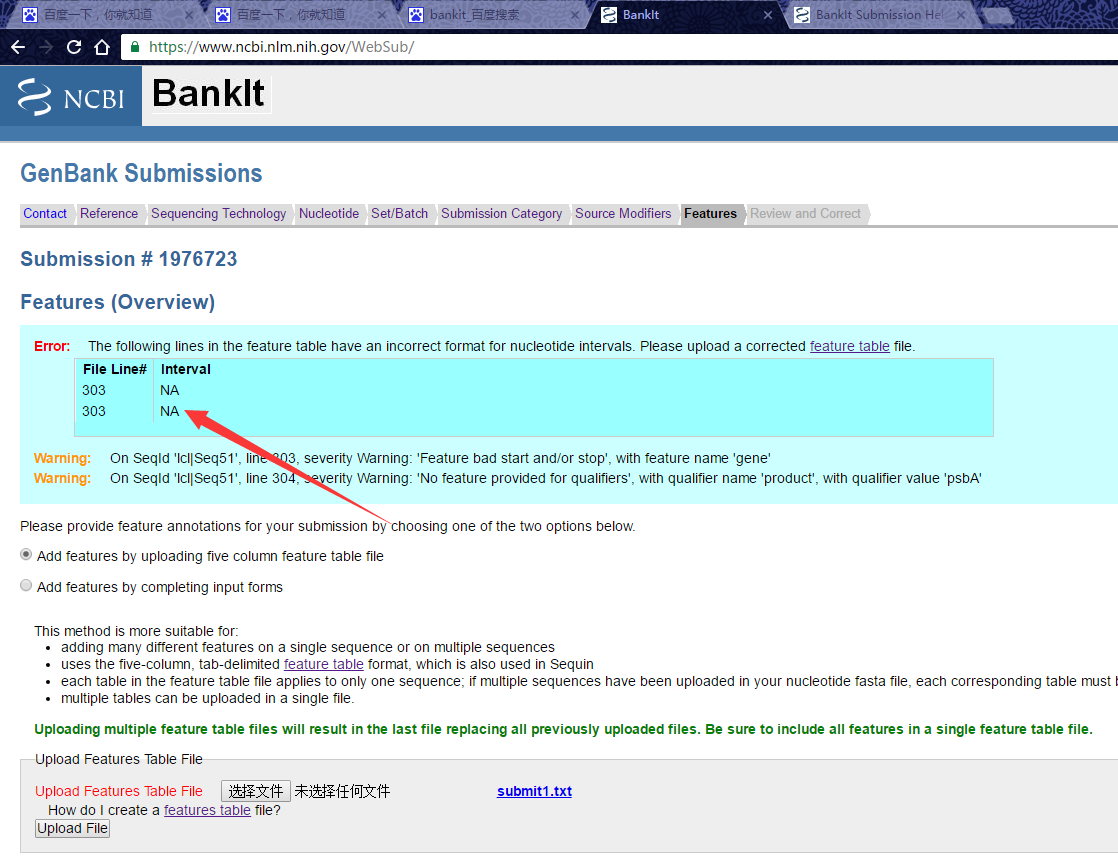 百度一下，你就知道
百度一下，你就知道
bankit_百度搜索
BankIt
BankIt Submission Hel
https://www.ncbi.nlm.nih.gov/WebSub/
NCBI
BankIt
GenBank Submissions
Contact Reference Sequencing Technology Nucleotide Set/Batch Submission Category Source Modifiers Features Review and Correct
Submission # 1976723
Features (Overview)
Error: The following lines in the feature table have an incorrect format for nucleotide intervals. Please upload a corrected feature table file.
File Line# Interval
303 NA
303 NA
Warning: On SeqId 'lcl|Seq51', line 303, severity Warning: 'Feature bad start and/or stop', with feature name 'gene'
Warning: On SeqId 'lcl|Seq51', line 304, severity Warning: 'No feature provided for qualifiers', with qualifier name 'product', with qualifier value 'psbA'
Please provide feature annotations for your submission by choosing one of the two options below.
Add features by uploading five column feature table file
Add features by completing input forms
This method is more suitable for:
• adding many different features on a single sequence or on multiple sequences
• uses the five-column, tab-delimited feature table format, which is also used in Sequin
• each table in the feature table file applies to only one sequence; if multiple sequences have been uploaded in your nucleotide fasta file, each corresponding table must
• multiple tables can be uploaded in a single file.
Uploading multiple feature table files will result in the last file replacing all previously uploaded files. Be sure to include all features in a single feature table file.
Upload Features Table File
Upload Features Table File 选择文件 未选择任何文件 submit1.txt
How do I create a features table file?
Upload File